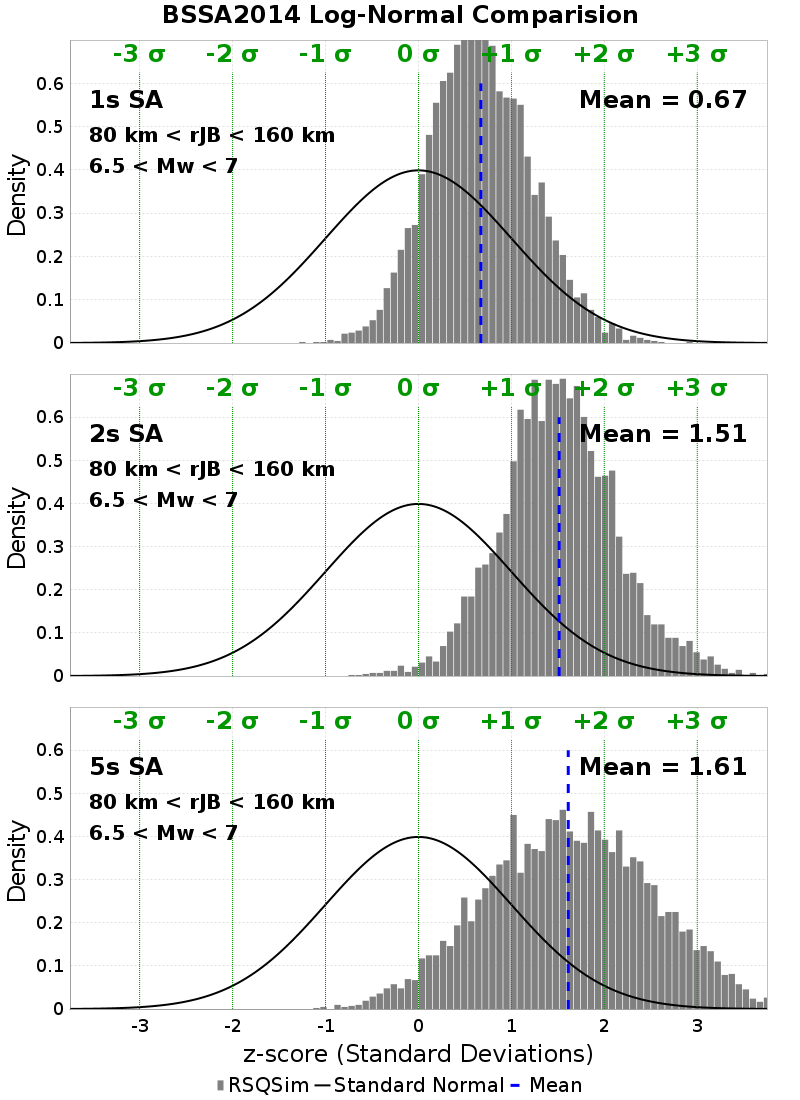 BSSA2014 Log-Normal Comparision
-3 σ -2 σ -1 σ 0 σ +1 σ +2 σ +3 σ
1s SA
Mean = 0.67
80 km < rJB < 160 km
6.5 < Mw < 7
Density
0.6
0.5
0.4
0.3
0.2
0.1
0
-3 σ -2 σ -1 σ 0 σ +1 σ +2 σ +3 σ
2s SA
Mean = 1.51
80 km < rJB < 160 km
6.5 < Mw < 7
Density
0.6
0.5
0.4
0.3
0.2
0.1
0
-3 σ -2 σ -1 σ 0 σ +1 σ +2 σ +3 σ
5s SA
Mean = 1.61
80 km < rJB < 160 km
6.5 < Mw < 7
Density
0.6
0.5
0.4
0.3
0.2
0.1
0
-3 -2 -1 0 1 2 3
z-score (Standard Deviations)
RSQSim Standard Normal Mean